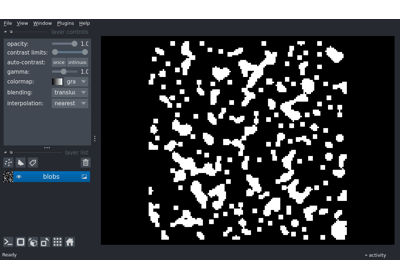 File View Window Plugins Help
layer controls
opacity: 1.0
contrast limits:
auto-contrast: once
gamma: 1.0
colormap: gra
blending: translu
interpolation: nearest
layer list
blobs
Ready
activity